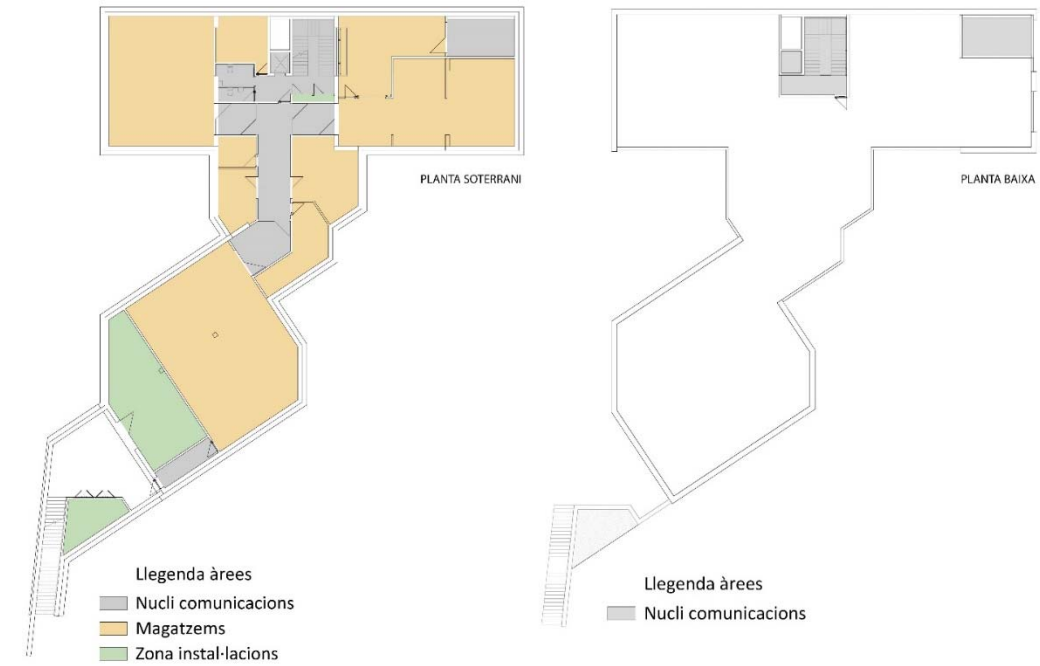 PLANTA SOTERRANI
Llegenda àrees
Nucli comunicacions
Magatzems
Zona instal·lacions
PLANTA BAIXA
Llegenda àrees
Nucli comunicacions